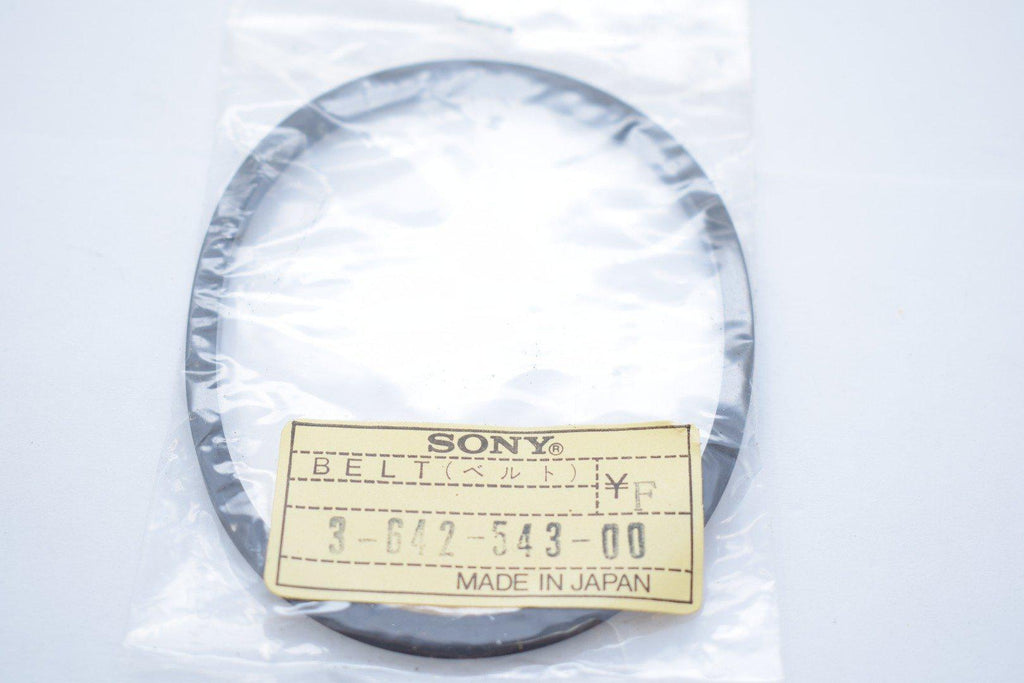 SONY®
BELT(ベルト)
¥ F
3-642-543-00
MADE IN JAPAN